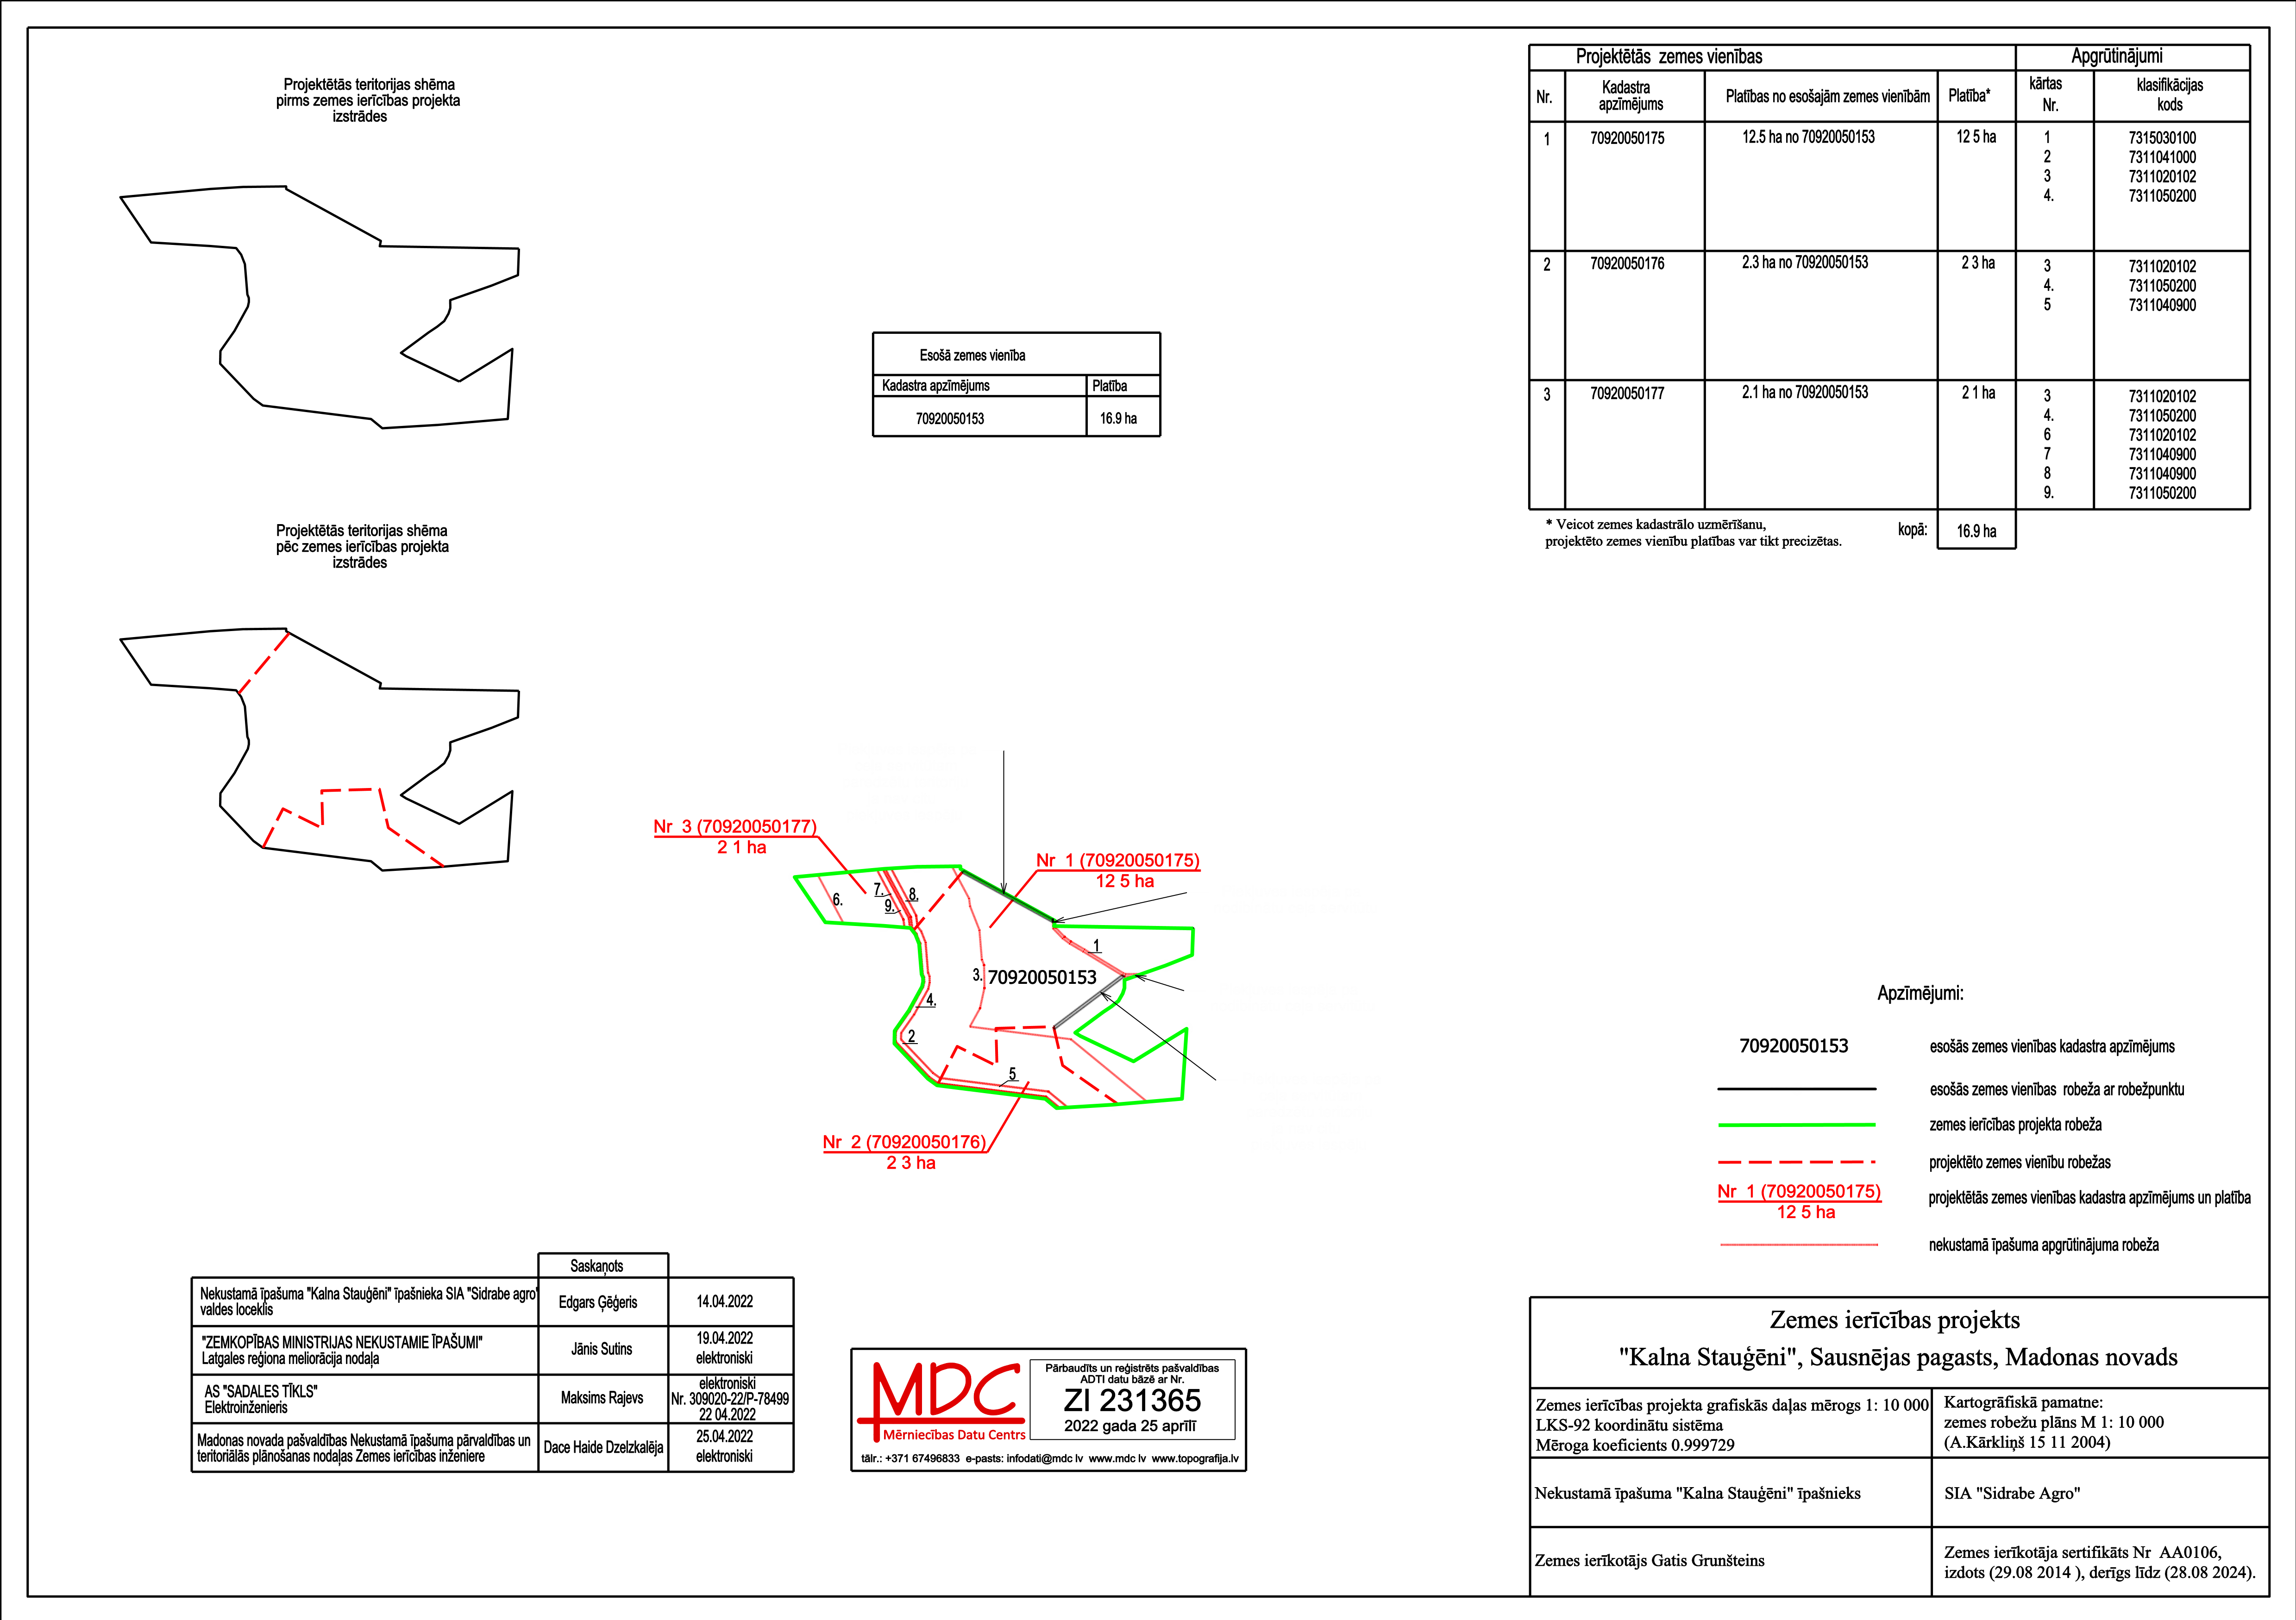 Projektētās teritorijas shēma
pirms zemes ierīcības projekta
izstrādes
Projektētās zemes vienības
Apgrūtinājumi
Nr.
Kadastra
apzīmējums
Platības no esošajām zemes vienībām
Platība*
kārtas
Nr.
klasifikācijas
kods
1 70920050175 12.5 ha no 70920050153 12 5 ha 1 7315030100
2 7311041000
3 7311020102
4. 7311050200
2 70920050176 2.3 ha no 70920050153 2 3 ha 3 7311020102
4. 7311050200
5 7311040900
3 70920050177 2.1 ha no 70920050153 2 1 ha 3 7311020102
4. 7311050200
6 7311020102
7 7311040900
8 7311040900
9. 7311050200
* Veicot zemes kadastrālo uzmērīšanu,
projektēto zemes vienību platības var tikt precizētas.
kopā: 16.9 ha
Esošā zemes vienība
Kadastra apzīmējums Platība
70920050153 16.9 ha
Projektētās teritorijas shēma
pēc zemes ierīcības projekta
izstrādes
Nr 3 (70920050177)
2 1 ha
Nr 1 (70920050175)
12 5 ha
6.
7.
8.
9.
1
3.
70920050153
4.
2
5
Nr 2 (70920050176)
2 3 ha
Apzīmējumi:
70920050153 esošās zemes vienības kadastra apzīmējums
esošās zemes vienības robeža ar robežpunktu
zemes ierīcības projekta robeža
projektēto zemes vienību robežas
Nr 1 (70920050175)
12 5 ha
projektētās zemes vienības kadastra apzīmējums un platība
nekustamā īpašuma apgrūtinājuma robeža
Saskaņots
Nekustamā īpašuma "Kalna Stauģēni" īpašnieka SIA "Sidrabe agro"
valdes loceklis
Edgars Ģēģeris
14.04.2022
"ZEMKOPĪBAS MINISTRIJAS NEKUSTAMIE ĪPAŠUMI"
Latgales reģiona meliorācija nodaļa
Jānis Sutins
19.04.2022
elektroniski
AS "SADALES TĪKLS"
Elektroinženieris
Maksims Rajevs
elektroniski
Nr. 309020-22/P-78499
22 04.2022
Madonas novada pašvaldības Nekustamā īpašuma pārvaldības un
teritoriālās plānošanas nodaļas Zemes ierīcības inženiere
Dace Haide Dzelzkalēja
25.04.2022
elektroniski
MDC
Mērniecības Datu Centrs
Pārbaudīts un reģistrēts pašvaldības
ADTI datu bāzē ar Nr.
ZI 231365
2022 gada 25 aprīlī
tālr.: +371 67496833 e-pasts: infodati@mdc lv www.mdc lv www.topografija.lv
Zemes ierīcības projekts
"Kalna Stauģēni", Sausnējas pagasts, Madonas novads
Zemes ierīcības projekta grafiskās daļas mērogs 1: 10 000
LKS-92 koordinātu sistēma
Mēroga koeficients 0.999729
Kartogrāfiskā pamatne:
zemes robežu plāns M 1: 10 000
(A.Kārkliņš 15 11 2004)
Nekustamā īpašuma "Kalna Stauģēni" īpašnieks
SIA "Sidrabe Agro"
Zemes ierīkotājs Gatis Grunšteins
Zemes ierīkotāja sertifikāts Nr AA0106,
izdots (29.08 2014 ), derīgs līdz (28.08 2024).